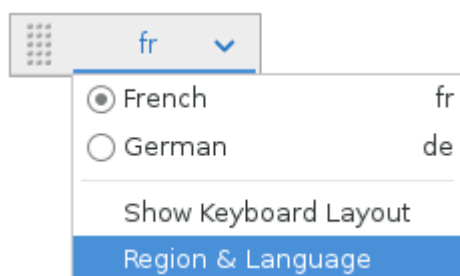 fr
French fr
German de
Show Keyboard Layout
Region & Language